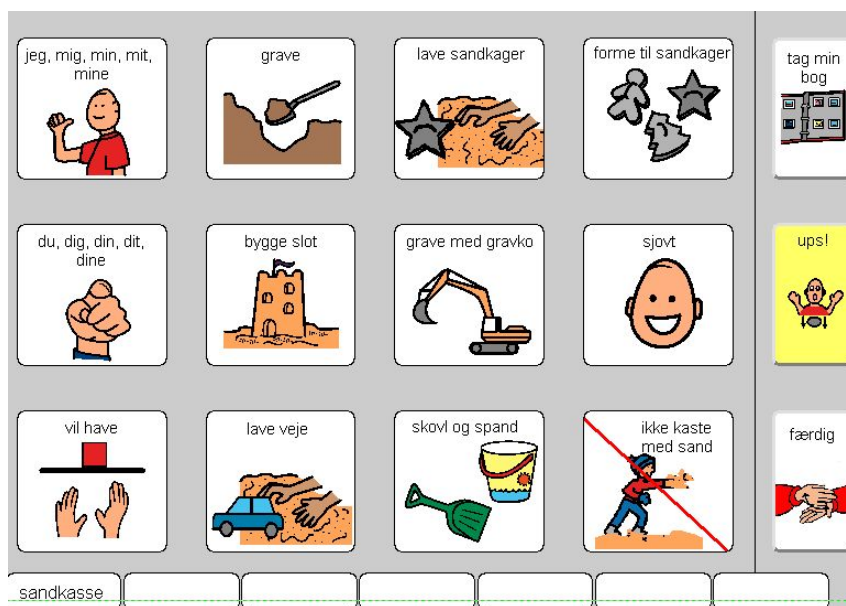 jeg, mig, min, mit,
mine
grave
lave sandkager
forme til sandkager
tag min
bog
du, dig, din, dit,
dine
bygge slot
grave med gravko
sjovt
ups!
vil have
lave veje
skovl og spand
ikke kaste
med sand
færdig
sandkasse